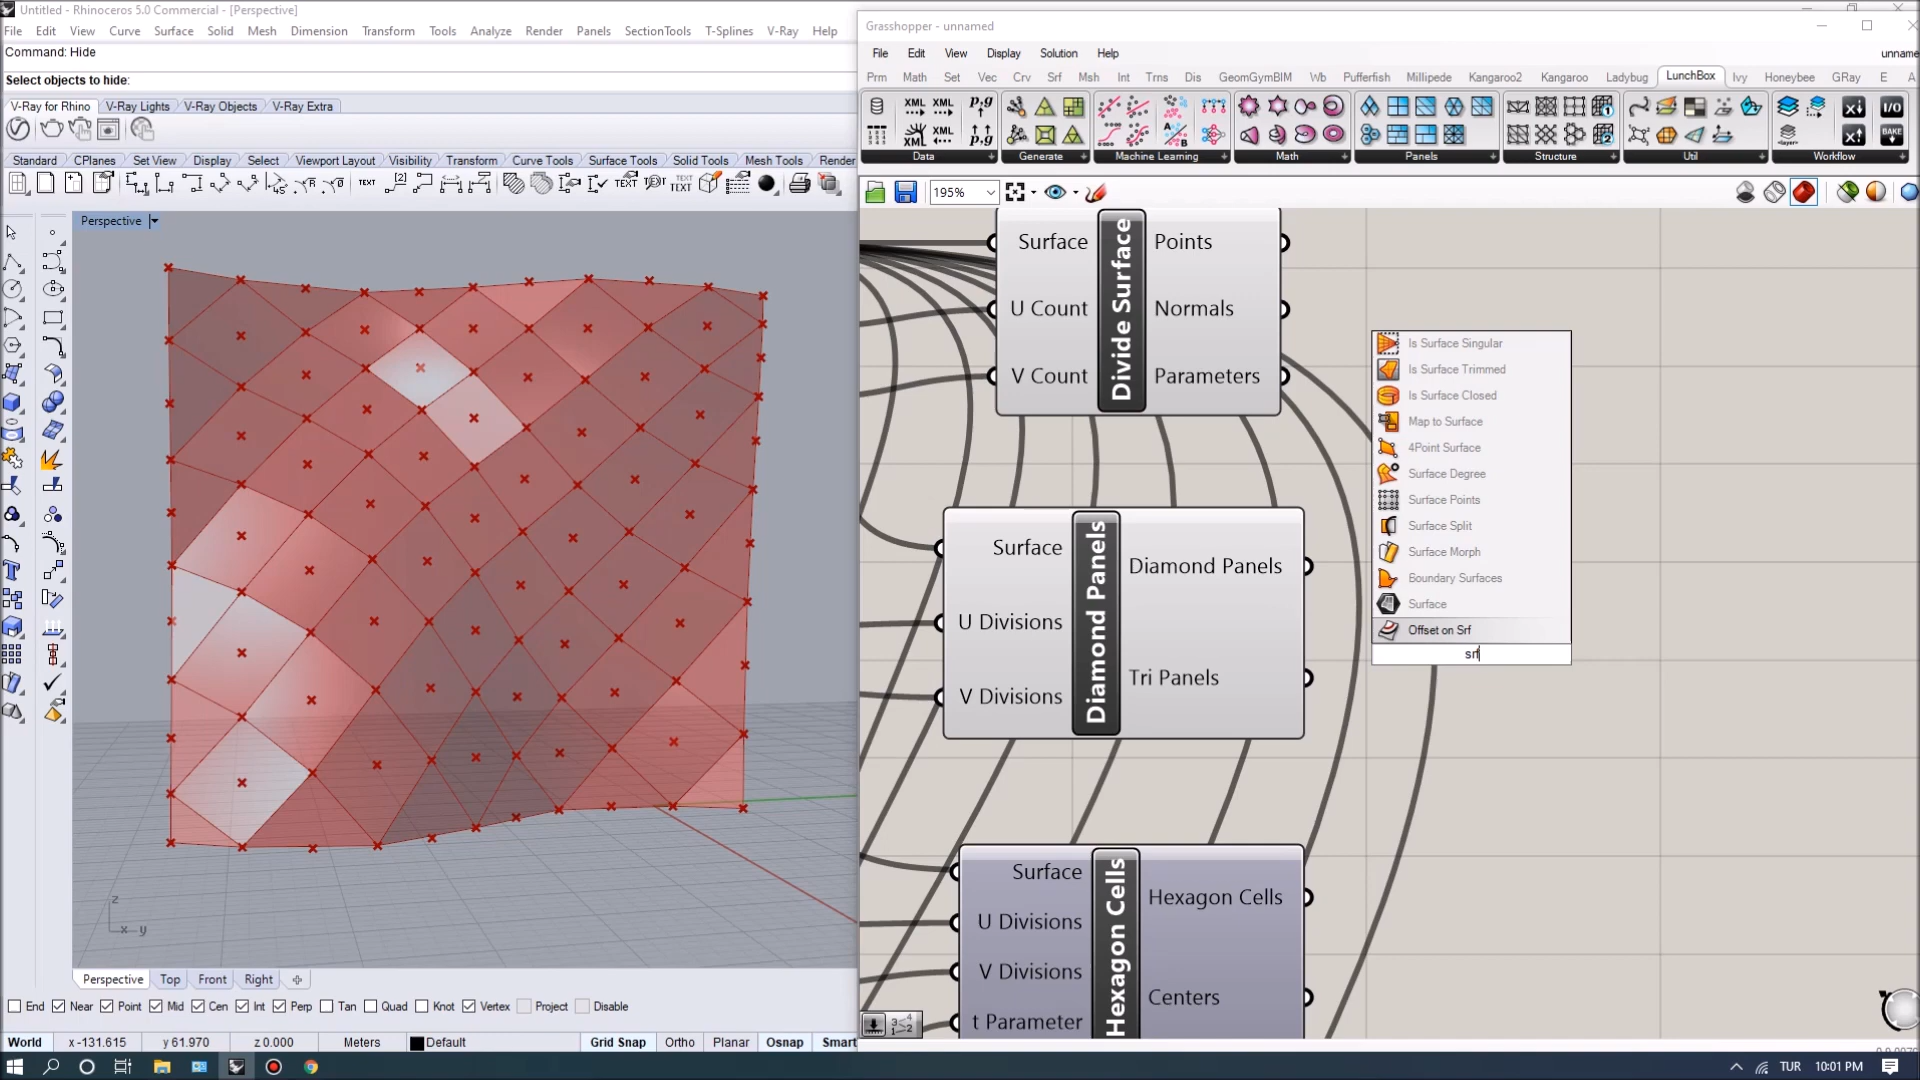 Untitled - Rhinoceros 5.0 Commercial - [Perspective]
File Edit View Curve Surface Solid Mesh Dimension Transform Tools Analyze Render Panels SectionTools T-Splines V-Ray Help
Command: Hide
Select objects to hide:
V-Ray for Rhino V-Ray Lights V-Ray Objects V-Ray Extra
Standard CPlanes Set View Display Select Viewport Layout Visibility Transform Curve Tools Surface Tools Solid Tools Mesh Tools Render
Perspective
z
x y
Perspective Top Front Right
End Near Point Mid Cen Int Perp Tan Quad Knot Vertex Project Disable
World x -131.615 y 61.970 z 0.000 Meters Default Grid Snap Ortho Planar Osnap Smart
Grasshopper - unnamed
File Edit View Display Solution Help unname
Prm Math Set Vec Crv Srf Msh Int Trns Dis GeomGymBIM Wb Pufferfish Millipede Kangaroo2 Kangaroo Ladybug LunchBox Ivy Honeybee GRay E A
Data Generate Machine Learning Math Panels Structure Util Workflow
195%
Surface
U Count
V Count
Divide Surface
Points
Normals
Parameters
Surface
U Divisions
V Divisions
Diamond Panels
Diamond Panels
Tri Panels
Surface
U Divisions
V Divisions
t Parameter
Hexagon Cells
Hexagon Cells
Centers
Is Surface Singular
Is Surface Trimmed
Is Surface Closed
Map to Surface
4Point Surface
Surface Degree
Surface Points
Surface Split
Surface Morph
Boundary Surfaces
Surface
Offset on Srf
srf
TUR 10:01 PM